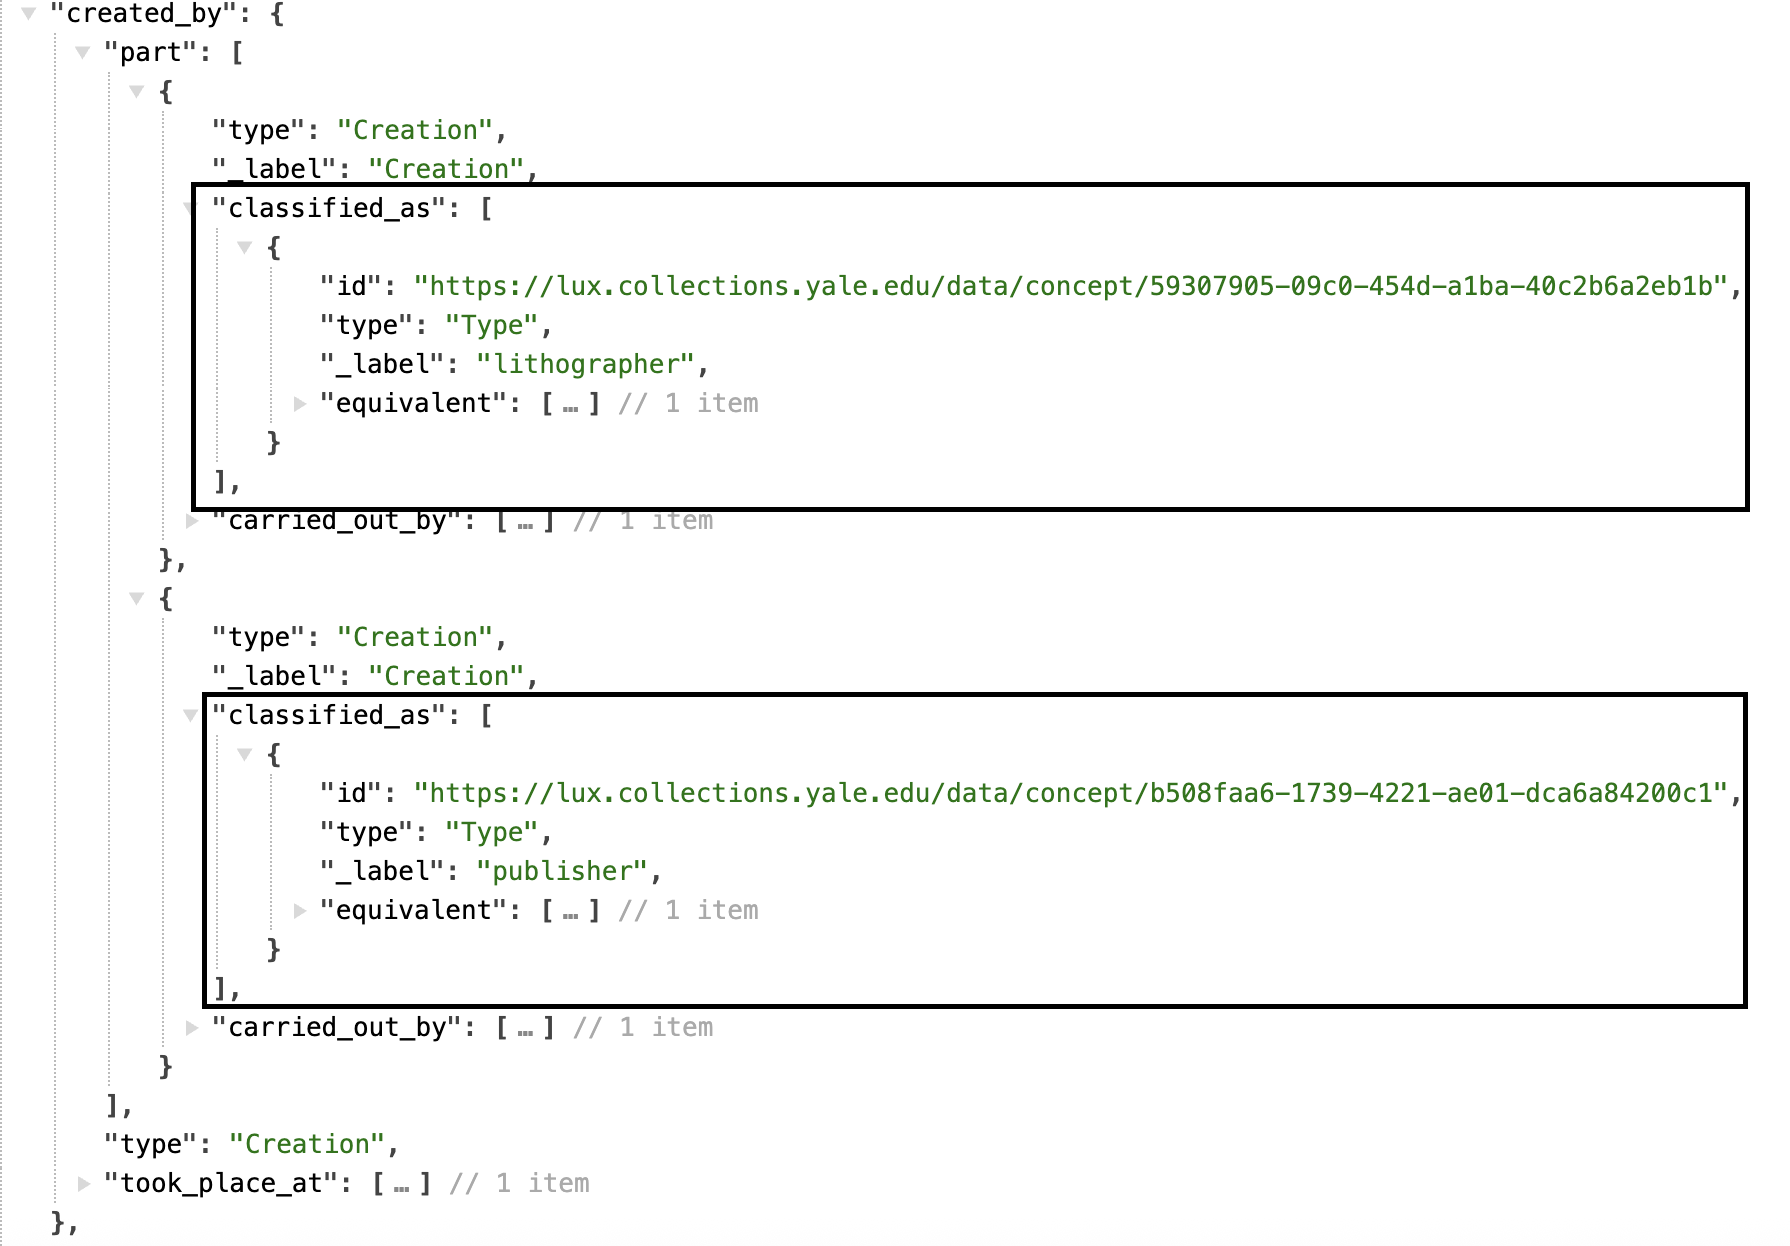 "created_by": {
"part": [
{
"type": "Creation",
"_label": "Creation",
"classified_as": [
{
"id": "https://lux.collections.yale.edu/data/concept/59307905-09c0-454d-a1ba-40c2b6a2eb1b",
"type": "Type",
"_label": "lithographer",
"equivalent": [ … ] // 1 item
}
],
"carried_out_by": [ … ] // 1 item
},
{
"type": "Creation",
"_label": "Creation",
"classified_as": [
{
"id": "https://lux.collections.yale.edu/data/concept/b508faa6-1739-4221-ae01-dca6a84200c1",
"type": "Type",
"_label": "publisher",
"equivalent": [ … ] // 1 item
}
],
"carried_out_by": [ … ] // 1 item
}
],
"type": "Creation",
"took_place_at": [ … ] // 1 item
},